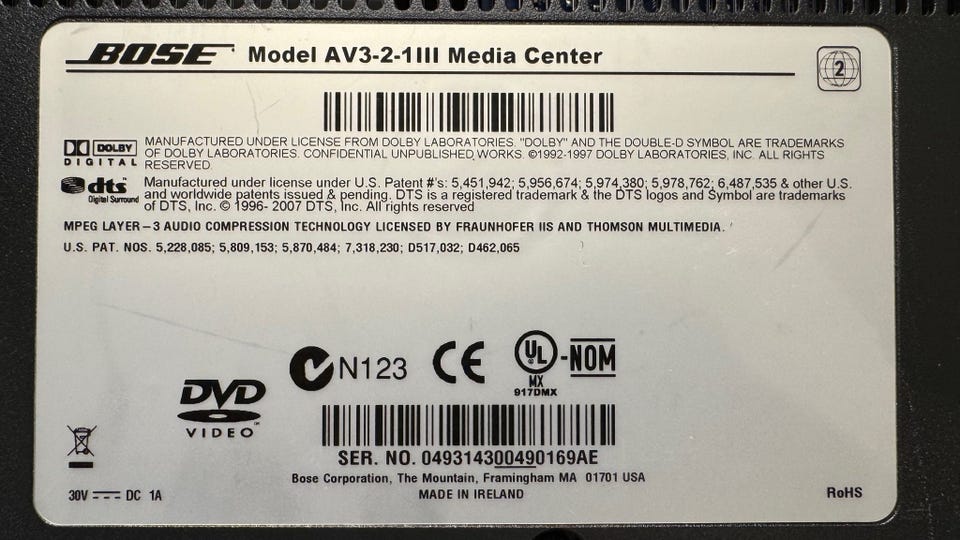 BOSE Model AV3-2-1III Media Center
2
DOLBY
DIGITAL
MANUFACTURED UNDER LICENSE FROM DOLBY LABORATORIES. "DOLBY" AND THE DOUBLE-D SYMBOL ARE TRADEMARKS
OF DOLBY LABORATORIES. CONFIDENTIAL UNPUBLISHED WORKS. ©1992-1997 DOLBY LABORATORIES, INC. ALL RIGHTS
RESERVED.
dts
Digital Surround
Manufactured under license under U.S. Patent #'s: 5,451,942; 5,956,674; 5,974,380; 5,978,762; 6,487,535 & other U.S.
and worldwide patents issued & pending. DTS is a registered trademark & the DTS logos and Symbol are trademarks
of DTS, Inc. © 1996- 2007 DTS, Inc. All rights reserved
MPEG LAYER-3 AUDIO COMPRESSION TECHNOLOGY LICENSED BY FRAUNHOFER IIS AND THOMSON MULTIMEDIA.
U.S. PAT. NOS. 5,228,085; 5,809,153; 5,870,484; 7,318,230; D517,032; D462,065
N123 CE UL -NOM
MX
917DMX
DVD
VIDEO™
SER. NO. 049314300490169AE
Bose Corporation, The Mountain, Framingham MA 01701 USA
MADE IN IRELAND
30V DC 1A
RoHS